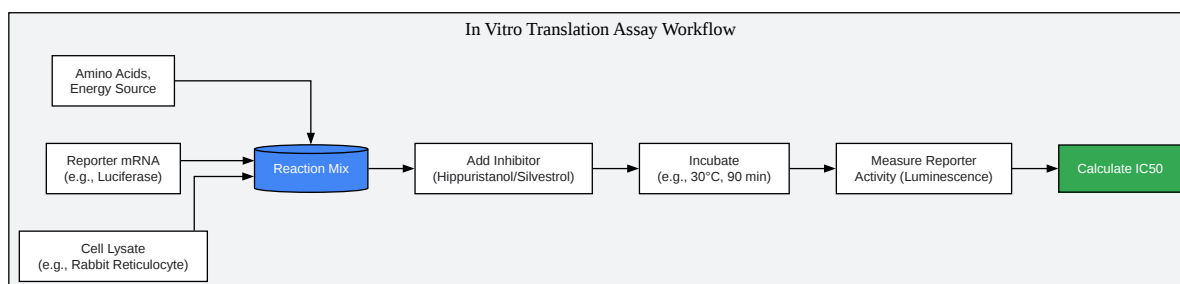 In Vitro Translation Assay Workflow
Amino Acids,
Energy Source
Reporter mRNA
(e.g., Luciferase)
Cell Lysate
(e.g., Rabbit Reticulocyte)
Reaction Mix
Add Inhibitor
(Hippuristanol/Silvestrol)
Incubate
(e.g., 30°C, 90 min)
Measure Reporter
Activity (Luminescence)
Calculate IC50